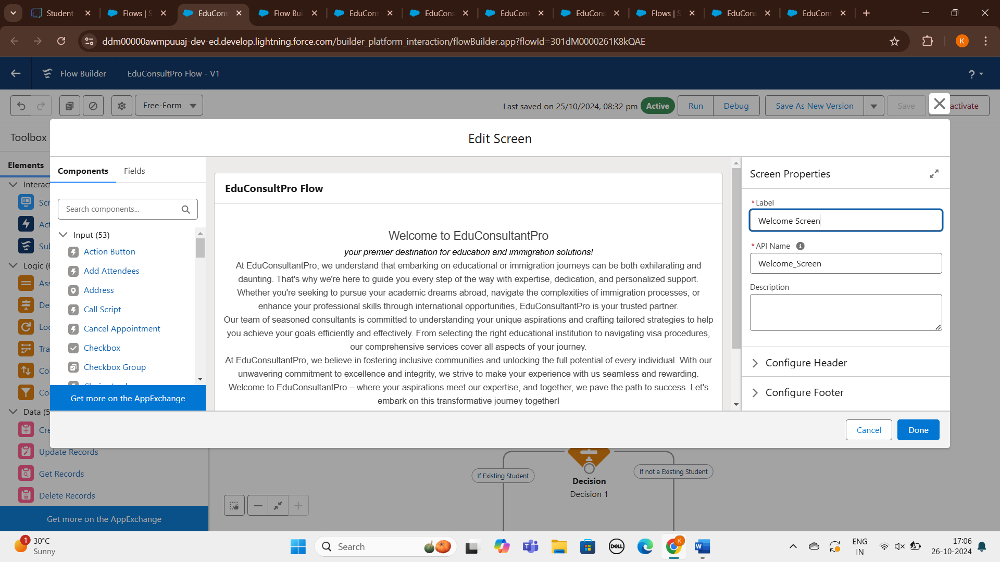 Student
Flows | S
EduCons
Flow Bui
EduCons
EduCons
EduCons
EduCons
Flows | S
EduCons
EduCons
ddm00000awmpuuaj-dev-ed.develop.lightning.force.com/builder_platform_interaction/flowBuilder.app?flowId=301dM0000261K8kQAE
K
Flow Builder
EduConsultPro Flow - V1
?
Free-Form
Last saved on 25/10/2024, 08:32 pm
Active
Run
Debug
Save As New Version
Save
activate
Toolbox
Edit Screen
Elements
Components
Fields
EduConsultPro Flow
Screen Properties
Interac
Scr
Act
Sub
Logic (6
Ass
De
Loo
Tra
Col
Co
Data (5
Cre
Update Records
Get Records
Delete Records
Get more on the AppExchange
Search components...
Input (53)
Action Button
Add Attendees
Address
Call Script
Cancel Appointment
Checkbox
Checkbox Group
Get more on the AppExchange
Welcome to EduConsultantPro
your premier destination for education and immigration solutions!
At EduConsultantPro, we understand that embarking on educational or immigration journeys can be both exhilarating and
daunting. That's why we're here to guide you every step of the way with expertise, dedication, and personalized support.
Whether you're seeking to pursue your academic dreams abroad, navigate the complexities of immigration processes, or
enhance your professional skills through international opportunities, EduConsultantPro is your trusted partner.
Our team of seasoned consultants is committed to understanding your unique aspirations and crafting tailored strategies to help
you achieve your goals efficiently and effectively. From selecting the right educational institution to navigating visa procedures,
our comprehensive services cover all aspects of your journey.
At EduConsultantPro, we believe in fostering inclusive communities and unlocking the full potential of every individual. With our
unwavering commitment to excellence and integrity, we strive to make your experience with us seamless and rewarding.
Welcome to EduConsultantPro – where your aspirations meet our expertise, and together, we pave the path to success. Let's
embark on this transformative journey together!
*Label
Welcome Screen
*API Name
Welcome_Screen
Description
Configure Header
Configure Footer
Cancel
Done
If Existing Student
If not a Existing Student
Decision
Decision 1
1
30°C
Sunny
Search
DELL
K
W
ENG
IN
17:06
26-10-2024